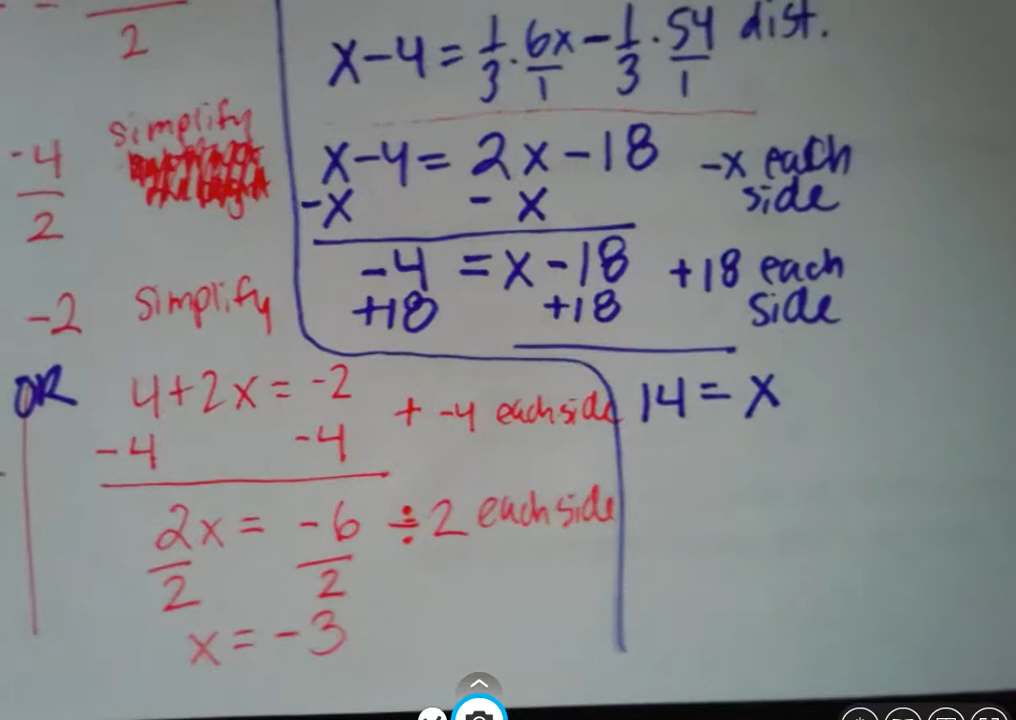 2
-4
2
simplify
-2 simplify
x-4 = 1/3 · 6x/1 - 1/3 · 54/1 dist.
x-4 = 2x-18 -x each side
-x - x
-4 = x-18 +18 each side
+18 +18
14 = x
OR 4+2x = -2
-4 -4 + -4 each side
2x = -6 ÷2 each side
2 2
x = -3